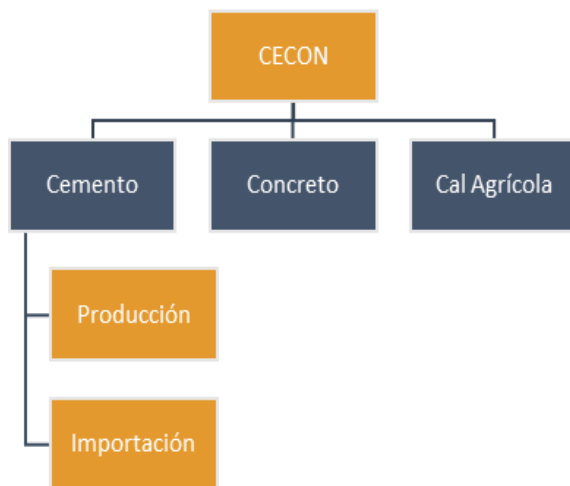 CECON
Cemento
Concreto
Cal Agrícola
Producción
Importación